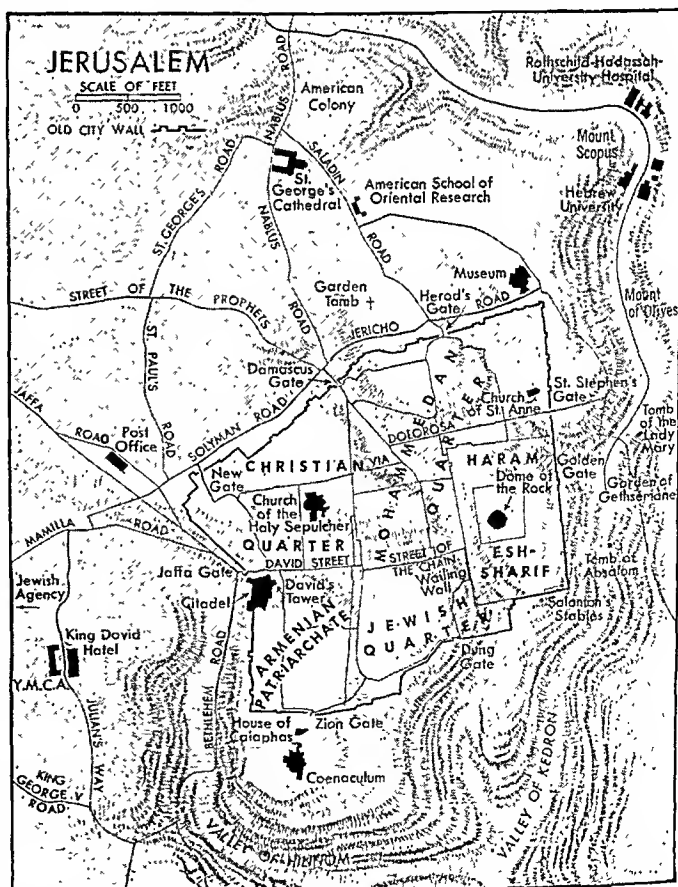 JERUSALEM
SCALE OF FEET
0 500 1000
OLD CITY WALL
NABLUS ROAD
American
Colony
Rothschild-Hadassah-
University Hospital
Mount
Scopus
Hebrew
University
ST. GEORGE'S ROAD
St.
George's
Cathedral
SALADIN
ROAD
American School of
Oriental Research
NABLUS
ROAD
Museum
STREET OF THE PROPHETS
Garden
Tomb
Herod's
Gate
JERICHO ROAD
Mount
of Olives
ST. PAUL'S
ROAD
Damascus
Gate
SOLYMAN ROAD
JAFFA
ROAD
Post
Office
Church
of St. Anne
St. Stephen's
Gate
Tomb of
the Lady
Mary
VIA DOLOROSA
MOHAMMEDAN
QUARTER
New
Gate
CHRISTIAN
QUARTER
Church
of the
Holy Sepulcher
HARAM
ESH-
SHARIF
Dome of
the Rock
Golden
Gate
Garden of
Gethsemane
MAMILLA ROAD
DAVID STREET
STREET OF
THE CHAIN
Wailing
Wall
Jaffa Gate
Citadel
David's
Tower
Tomb of
Absalom
Solomon's
Stables
Jewish
Agency
ARMENIAN
PATRIARCHATE
JEWISH
QUARTER
Dung
Gate
King David
Hotel
Y.M.C.A.
BETHLEHEM ROAD
JULIAN'S WAY
House of
Caiaphas
Zion Gate
Coenaculum
KING
GEORGE V
ROAD
VALLEY OF HINNOM
VALLEY OF KEDRON